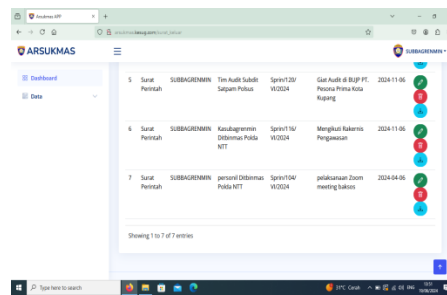 Arsukmas APP
ARSUKMAS
SUBBAGRENMIN
Dashboard
Data
5 Surat Perintah SUBBAGRENMIN Tim Audit Subdit Satpam Polsus Sprin/120/VI/2024 Giat Audit di BUJP PT. Pesona Prima Kota Kupang 2024-11-06
6 Surat Perintah SUBBAGRENMIN Kasubagrenmin Ditbinmas Polda NTT Sprin/116/VI/2024 Mengikuti Rakernis Pengawasan 2024-11-06
7 Surat Perintah SUBBAGRENMIN personil Ditbinmas Polda NTT Sprin/104/VI/2024 pelaksanaan Zoom meeting baksos 2024-04-06
Showing 1 to 7 of 7 entries
Type here to search
31°C Cerah
ENG